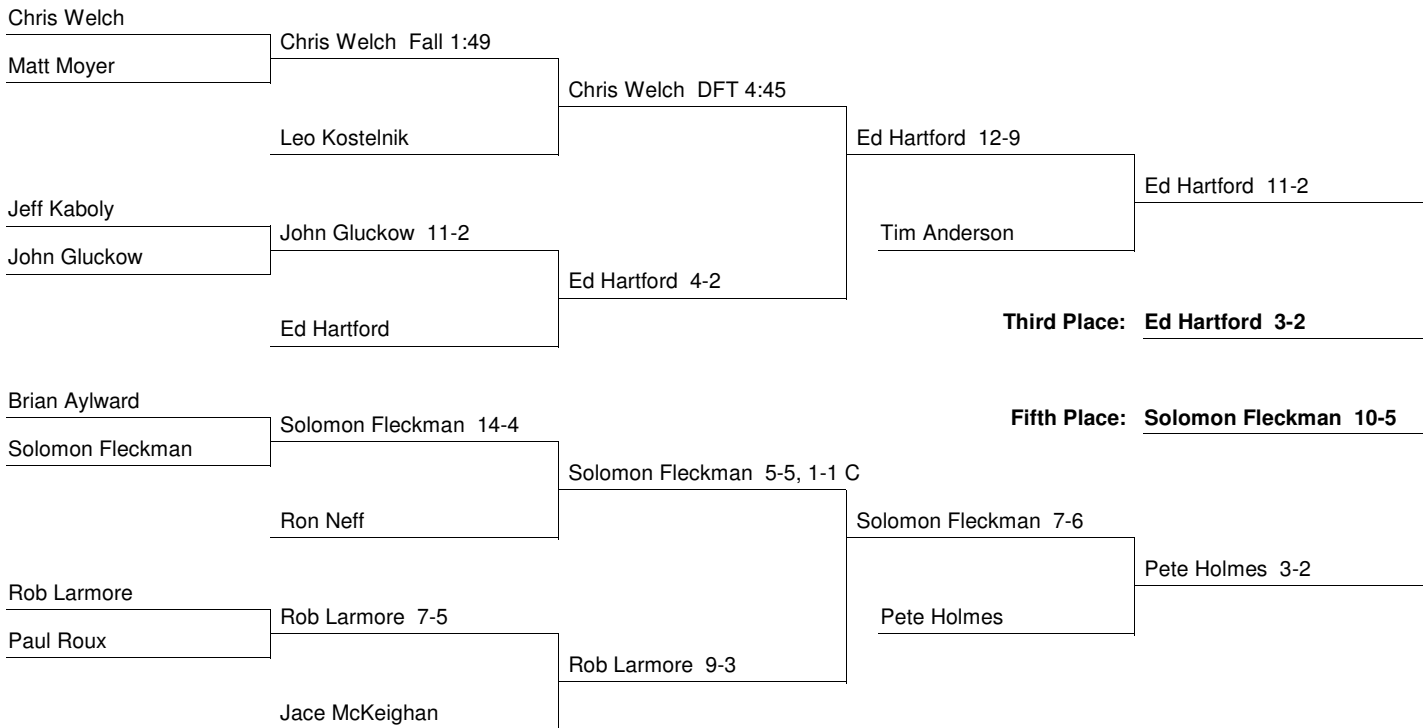 Chris Welch
Matt Moyer
Chris Welch  Fall 1:49
Leo Kostelnik
Chris Welch  DFT 4:45
Jeff Kaboly
John Gluckow
John Gluckow  11-2
Ed Hartford
Ed Hartford  4-2
Ed Hartford  12-9
Tim Anderson
Ed Hartford  11-2
Third Place: Ed Hartford  3-2
Fifth Place: Solomon Fleckman  10-5
Brian Aylward
Solomon Fleckman
Solomon Fleckman  14-4
Ron Neff
Solomon Fleckman  5-5, 1-1 C
Rob Larmore
Paul Roux
Rob Larmore  7-5
Jace McKeighan
Rob Larmore  9-3
Solomon Fleckman  7-6
Pete Holmes
Pete Holmes  3-2